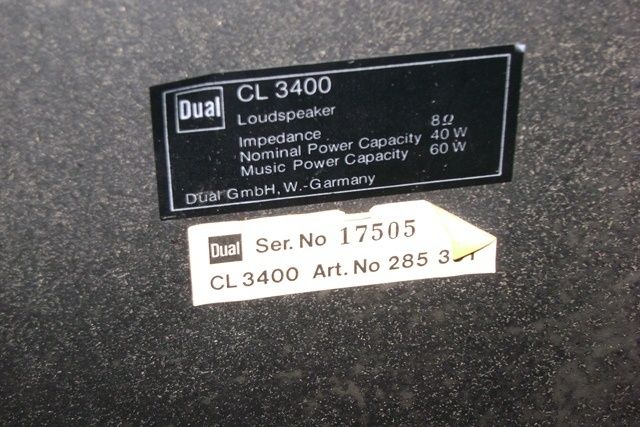 Dual CL 3400
Loudspeaker
Impedance 8Ω
Nominal Power Capacity 40 W
Music Power Capacity 60 W
Dual GmbH, W.-Garmany
Dual Ser. No 17505
CL 3400 Art. No 285